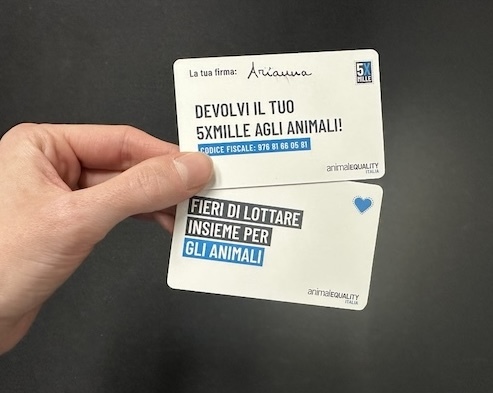 La tua firma: Arianna
5X
MILLE
DEVOLVI IL TUO
5XMILLE AGLI ANIMALI!
CODICE FISCALE: 976 81 66 05 81
animalEQUALITY
ITALIA
FIERI DI LOTTARE
INSIEME PER
GLI ANIMALI
animalEQUALITY
ITALIA